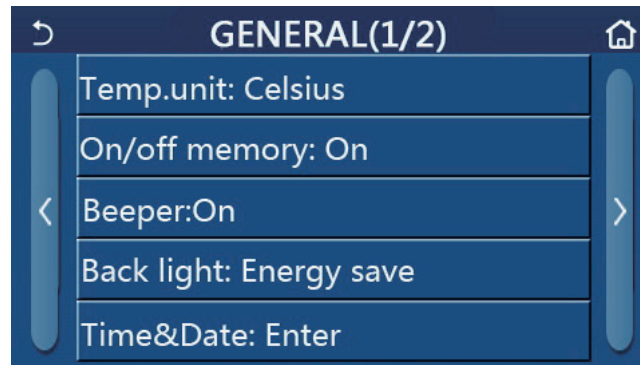 GENERAL(1/2)
Temp.unit: Celsius
On/off memory: On
Beeper:On
Back light: Energy save
Time&Date: Enter